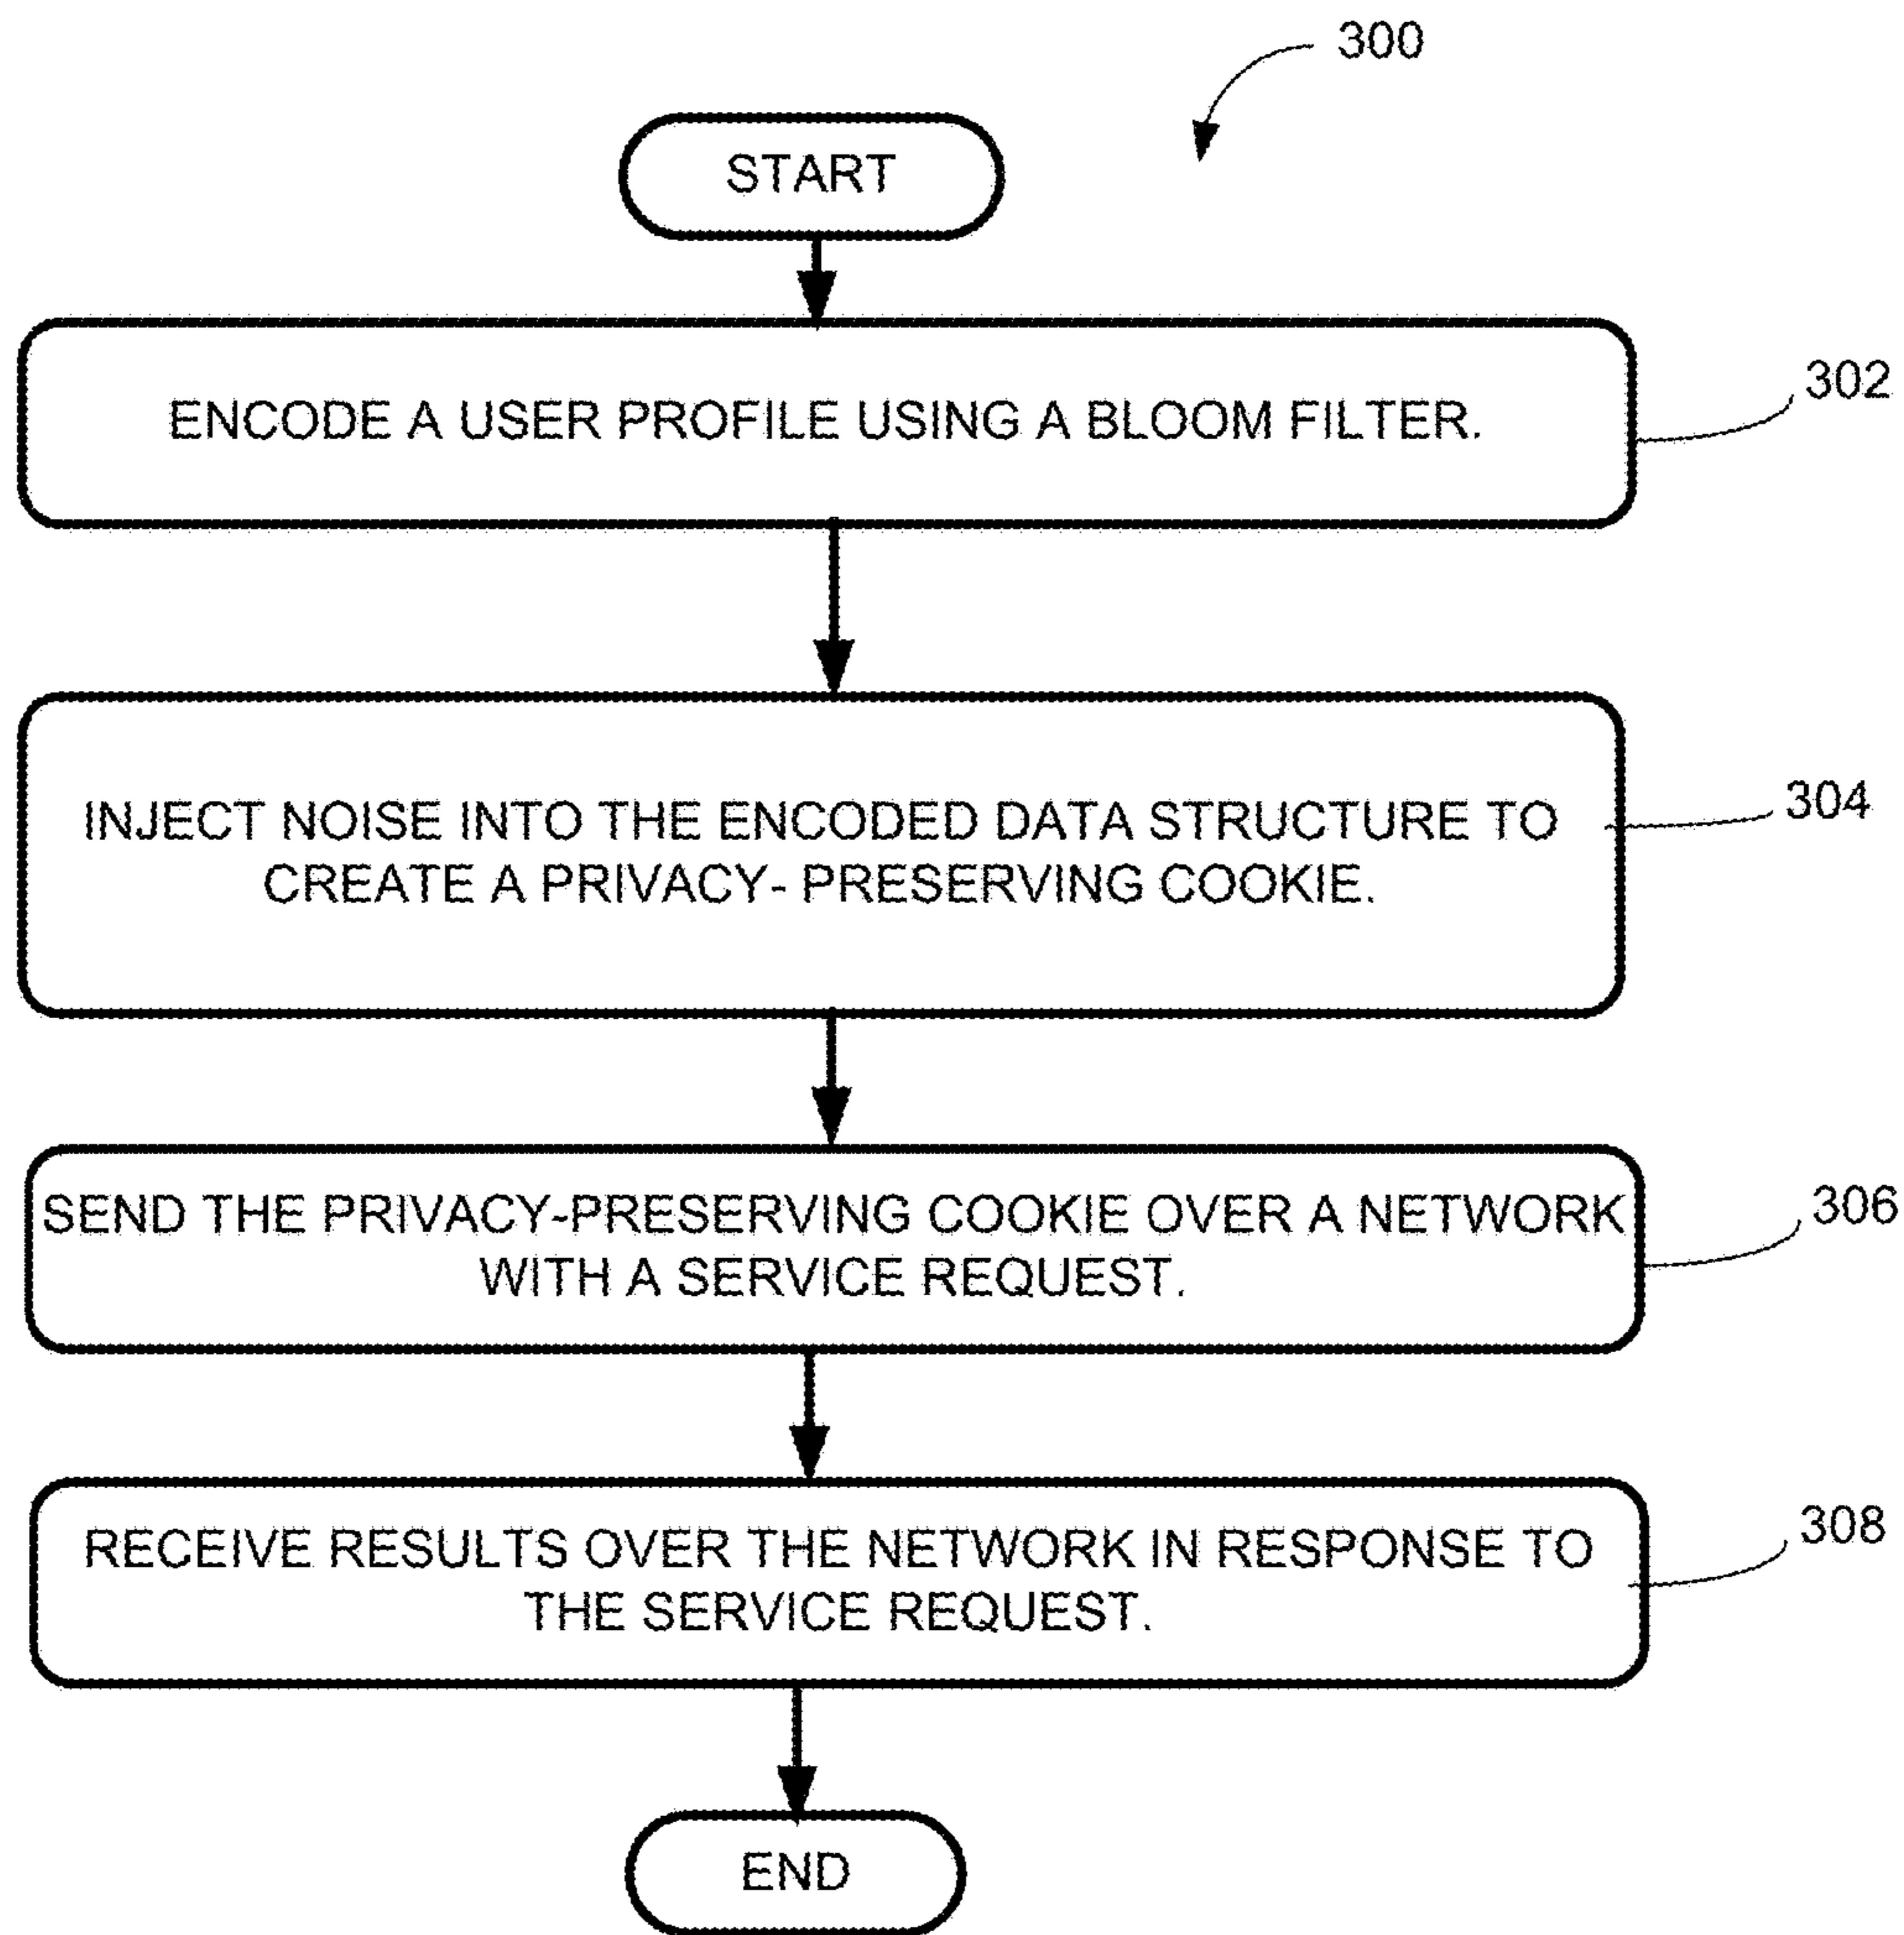 300
START
ENCODE A USER PROFILE USING A BLOOM FILTER.
302
INJECT NOISE INTO THE ENCODED DATA STRUCTURE TO
CREATE A PRIVACY- PRESERVING COOKIE.
304
SEND THE PRIVACY-PRESERVING COOKIE OVER A NETWORK
WITH A SERVICE REQUEST.
306
RECEIVE RESULTS OVER THE NETWORK IN RESPONSE TO
THE SERVICE REQUEST.
308
END